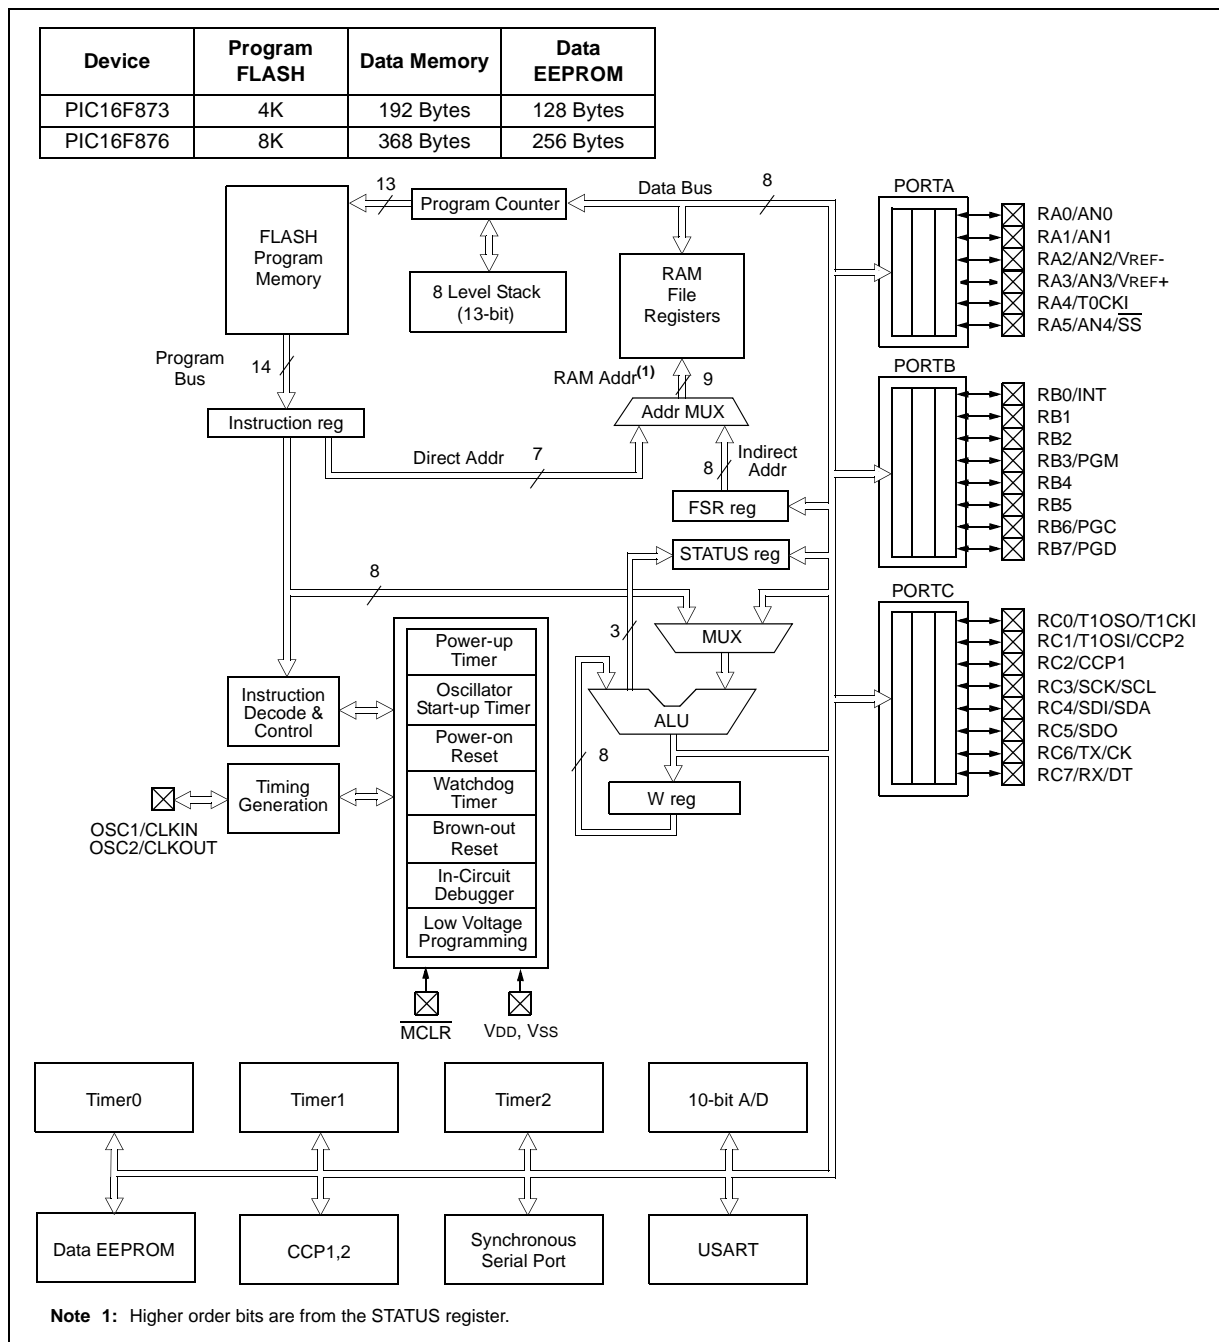 Device Program FLASH Data Memory Data EEPROM
PIC16F873 4K 192 Bytes 128 Bytes
PIC16F876 8K 368 Bytes 256 Bytes
FLASH
Program
Memory
13
Program Counter
Data Bus
8
8 Level Stack
(13-bit)
RAM
File
Registers
Program
Bus
14
RAM Addr(1)
9
Addr MUX
Instruction reg
Direct Addr
7
8
Indirect
Addr
FSR reg
STATUS reg
8
3
MUX
ALU
8
W reg
Power-up
Timer
Oscillator
Start-up Timer
Power-on
Reset
Watchdog
Timer
Brown-out
Reset
In-Circuit
Debugger
Low Voltage
Programming
Instruction
Decode &
Control
Timing
Generation
OSC1/CLKIN
OSC2/CLKOUT
MCLR
VDD, VSS
PORTA
RA0/AN0
RA1/AN1
RA2/AN2/VREF-
RA3/AN3/VREF+
RA4/T0CKI
RA5/AN4/SS
PORTB
RB0/INT
RB1
RB2
RB3/PGM
RB4
RB5
RB6/PGC
RB7/PGD
PORTC
RC0/T1OSO/T1CKI
RC1/T1OSI/CCP2
RC2/CCP1
RC3/SCK/SCL
RC4/SDI/SDA
RC5/SDO
RC6/TX/CK
RC7/RX/DT
Timer0
Timer1
Timer2
10-bit A/D
Data EEPROM
CCP1,2
Synchronous
Serial Port
USART
Note 1: Higher order bits are from the STATUS register.